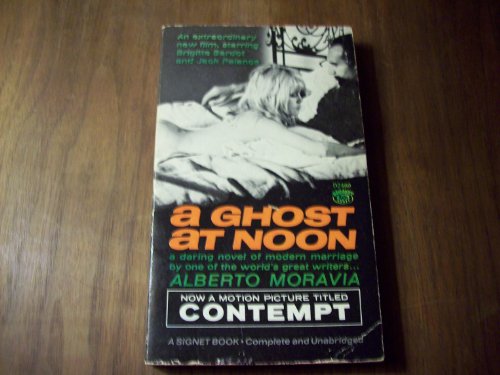 An extraordinary
new film, starring
Brigitte Bardot
and Jack Palance
D2488
a GHOST
aT NOON
a daring novel of modern marriage
by one of the world's great writers...
ALBERTO MORAVIA
NOW A MOTION PICTURE TITLED
CONTEMPT
A SIGNET BOOK • Complete and Unabridged